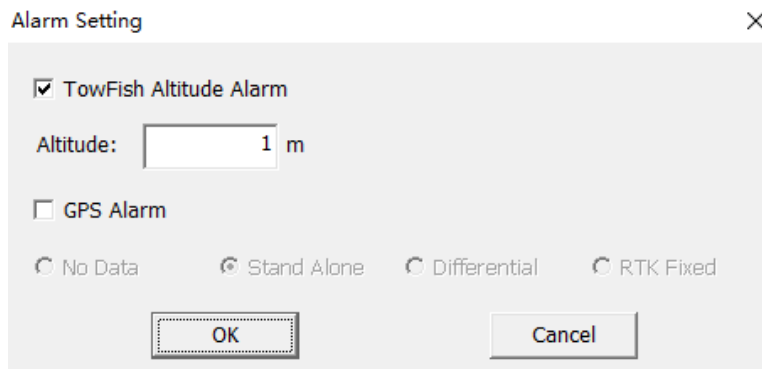 Alarm Setting
TowFish Altitude Alarm
Altitude: 1 m
GPS Alarm
No Data Stand Alone Differential RTK Fixed
OK Cancel